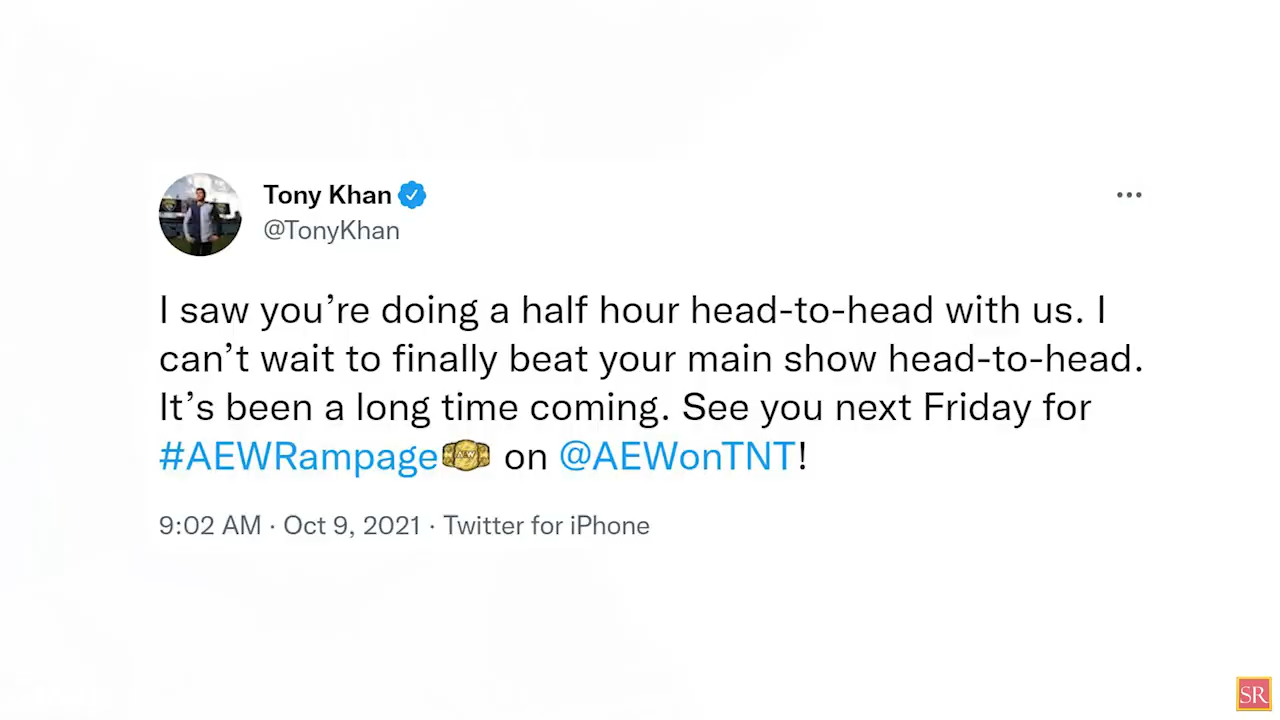 Tony Khan
@TonyKhan
I saw you’re doing a half hour head-to-head with us. I
can’t wait to finally beat your main show head-to-head.
It’s been a long time coming. See you next Friday for
#AEWRampage on @AEWonTNT!
9:02 AM · Oct 9, 2021 · Twitter for iPhone
SR